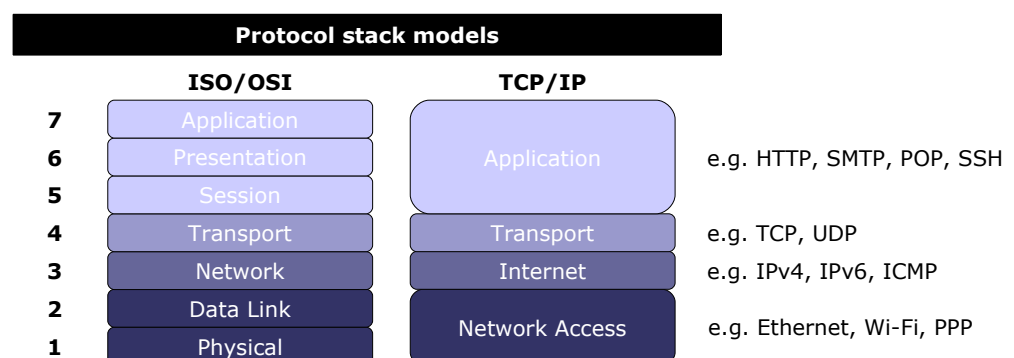 Protocol stack models
ISO/OSI TCP/IP
7 Application
6 Presentation Application e.g. HTTP, SMTP, POP, SSH
5 Session
4 Transport Transport e.g. TCP, UDP
3 Network Internet e.g. IPv4, IPv6, ICMP
2 Data Link
Network Access e.g. Ethernet, Wi-Fi, PPP
1 Physical